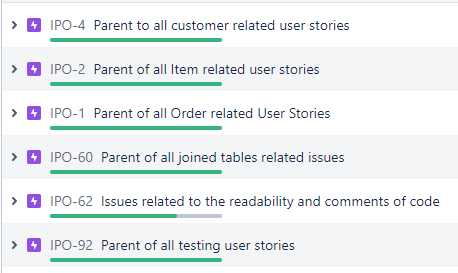 IPO-4 Parent to all customer related user stories
IPO-2 Parent of all Item related user stories
IPO-1 Parent of all Order related User Stories
IPO-60 Parent of all joined tables related issues
IPO-62 Issues related to the readability and comments of code
IPO-92 Parent of all testing user stories